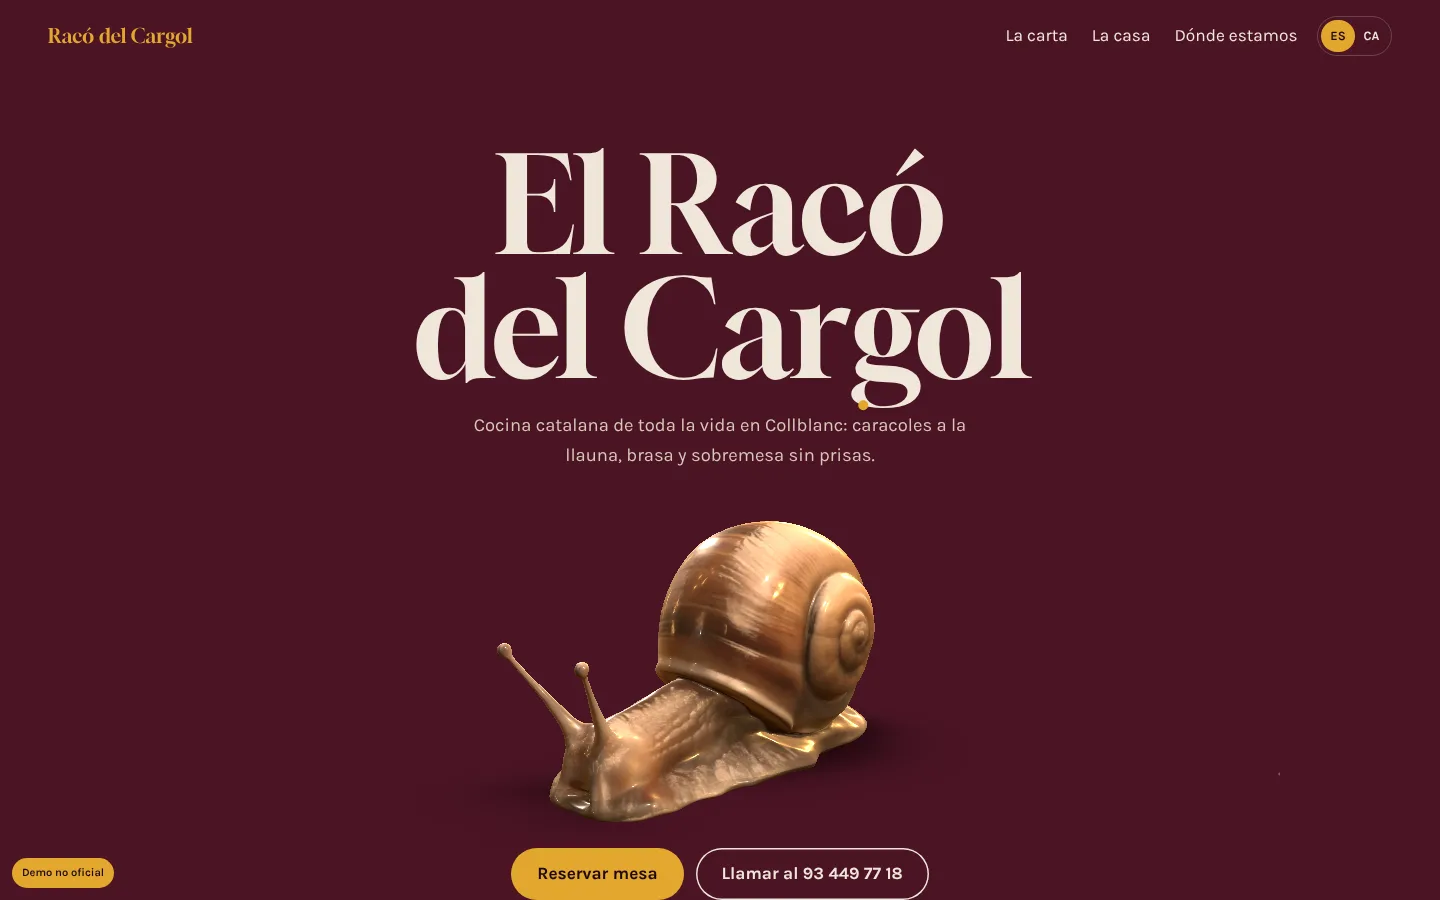 Racó del Cargol
La carta
La casa
Dónde estamos
ES
CA
El Racó
del Cargol
Cocina catalana de toda la vida en Collblanc: caracoles a la
llauna, brasa y sobremesa sin prisas.
Demo no oficial
Reservar mesa
Llamar al 93 449 77 18